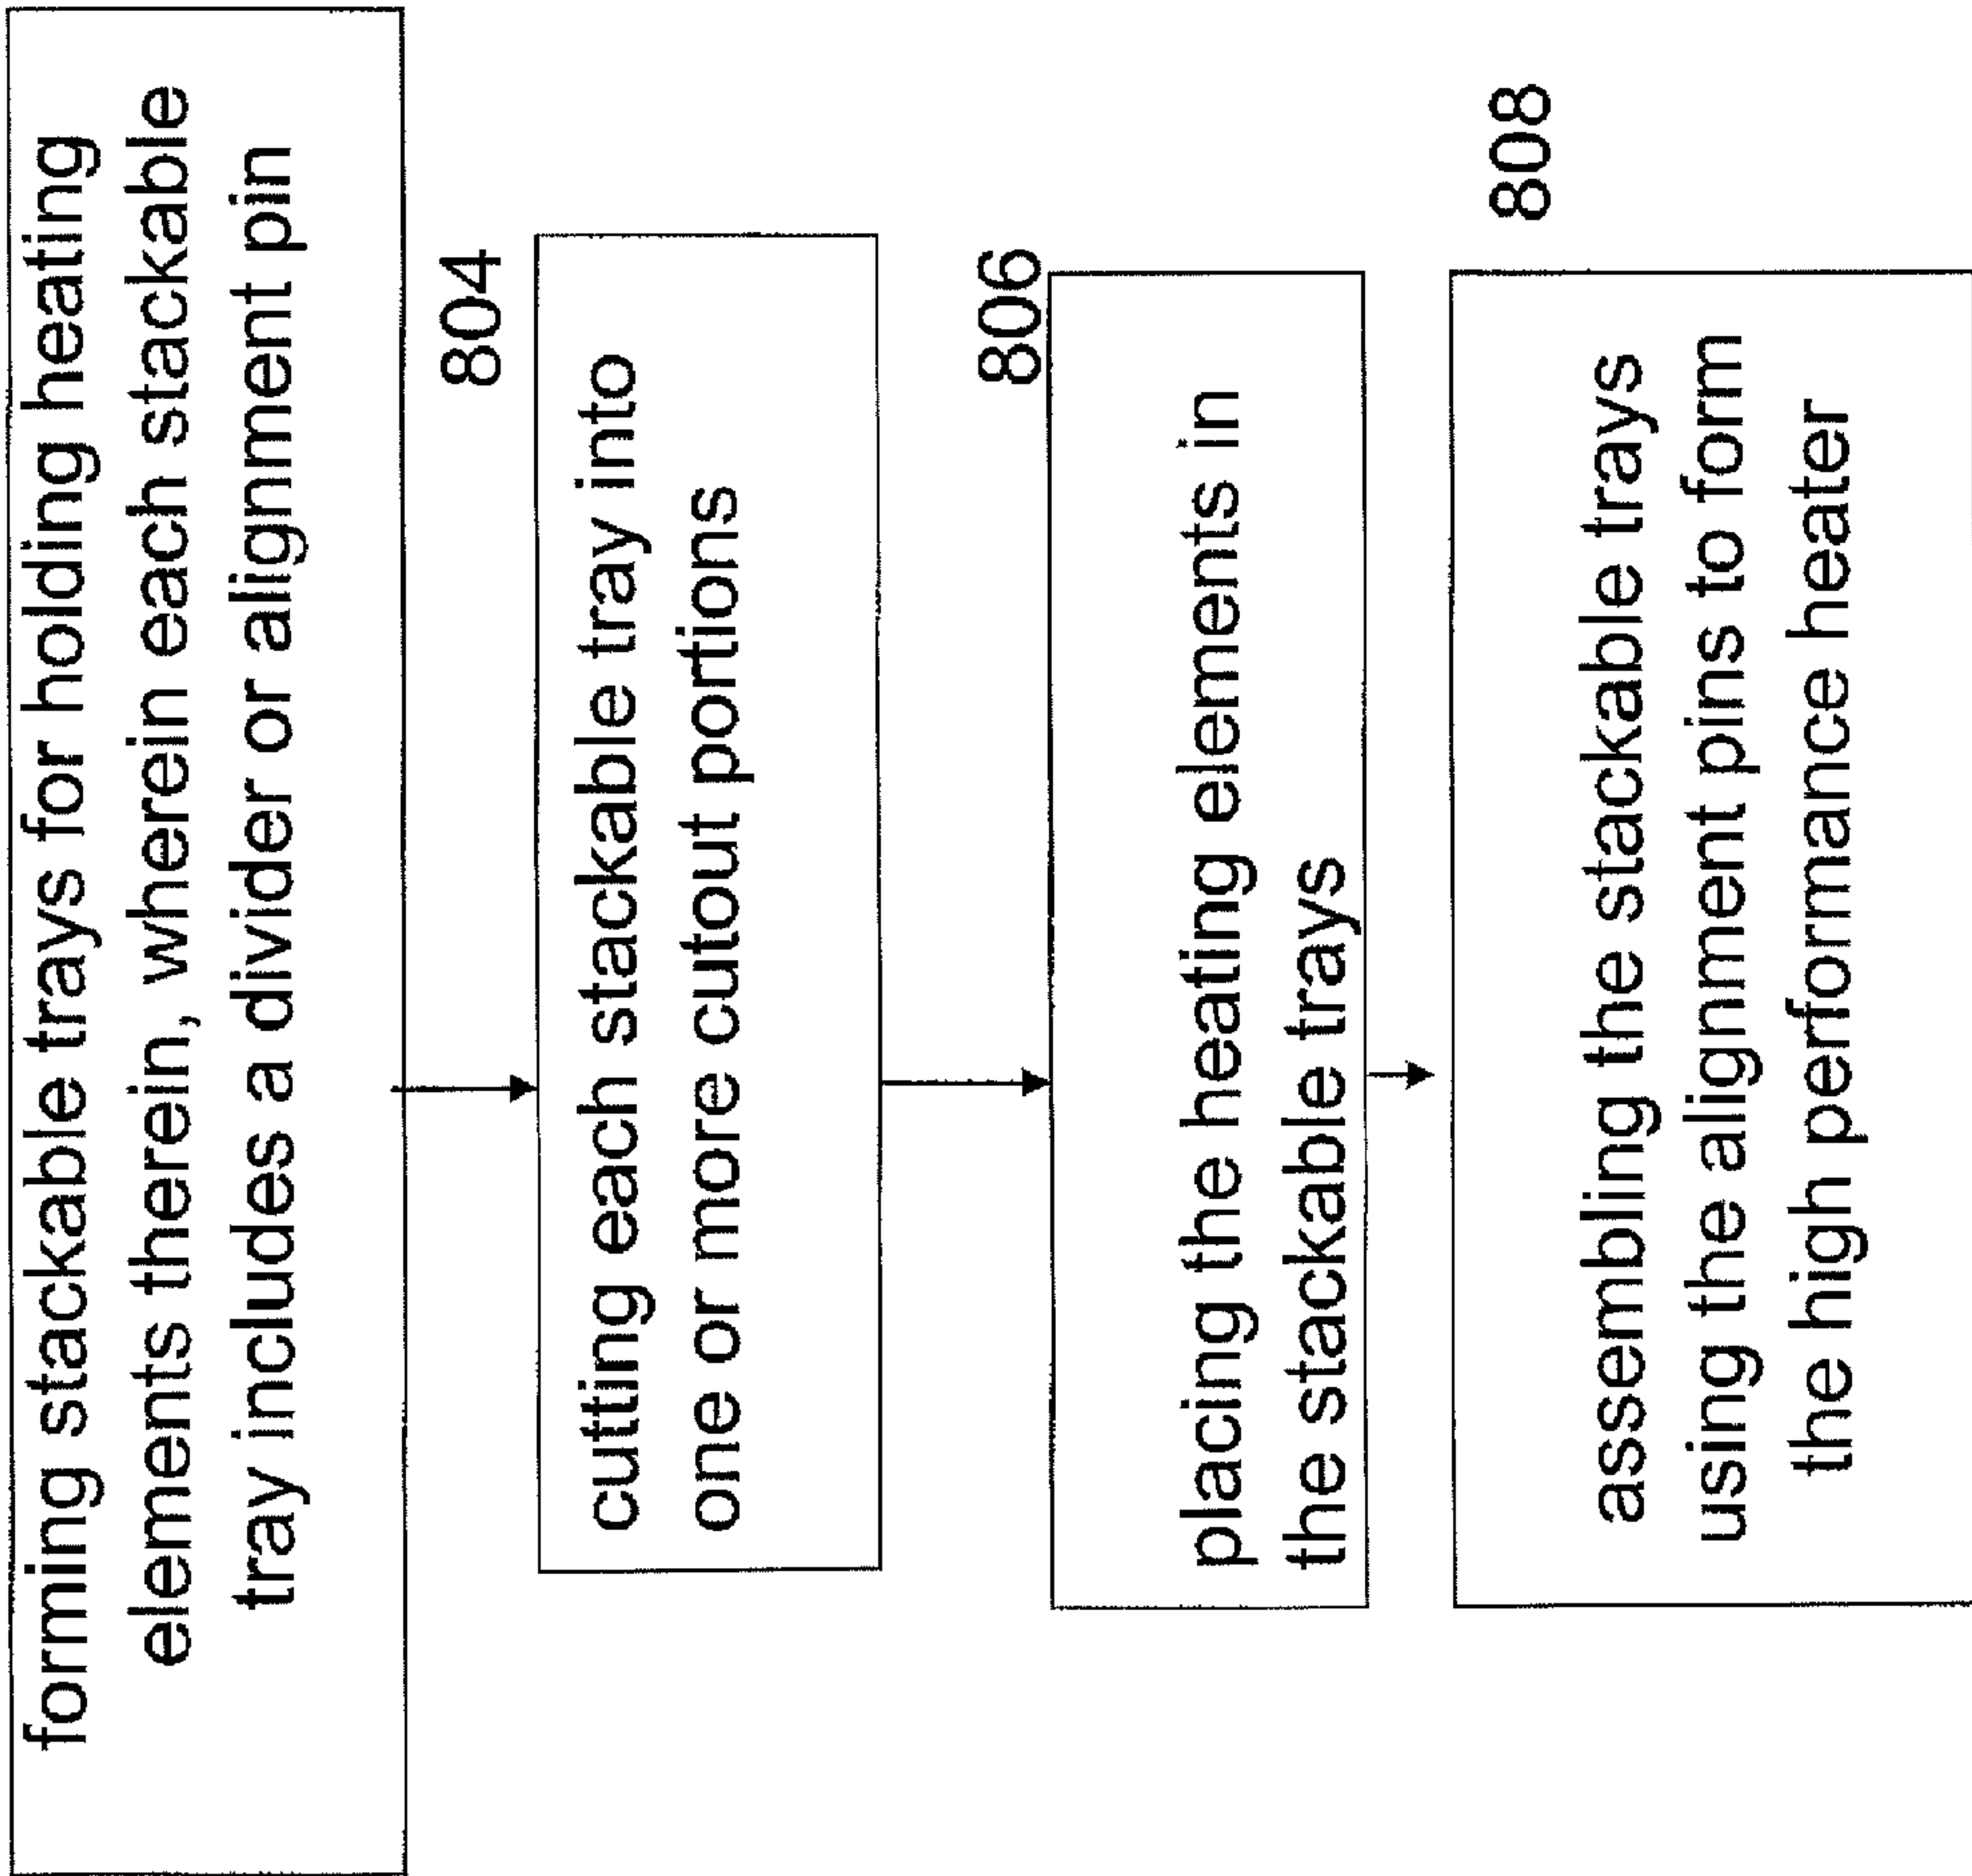 forming stackable trays for holding heating
elements therein, wherein each stackable
tray includes a divider or alignment pin
804
cutting each stackable tray into
one or more cutout portions
806
placing the heating elements in
the stackable trays
808
assembling the stackable trays
using the alignment pins to form
the high performance heater